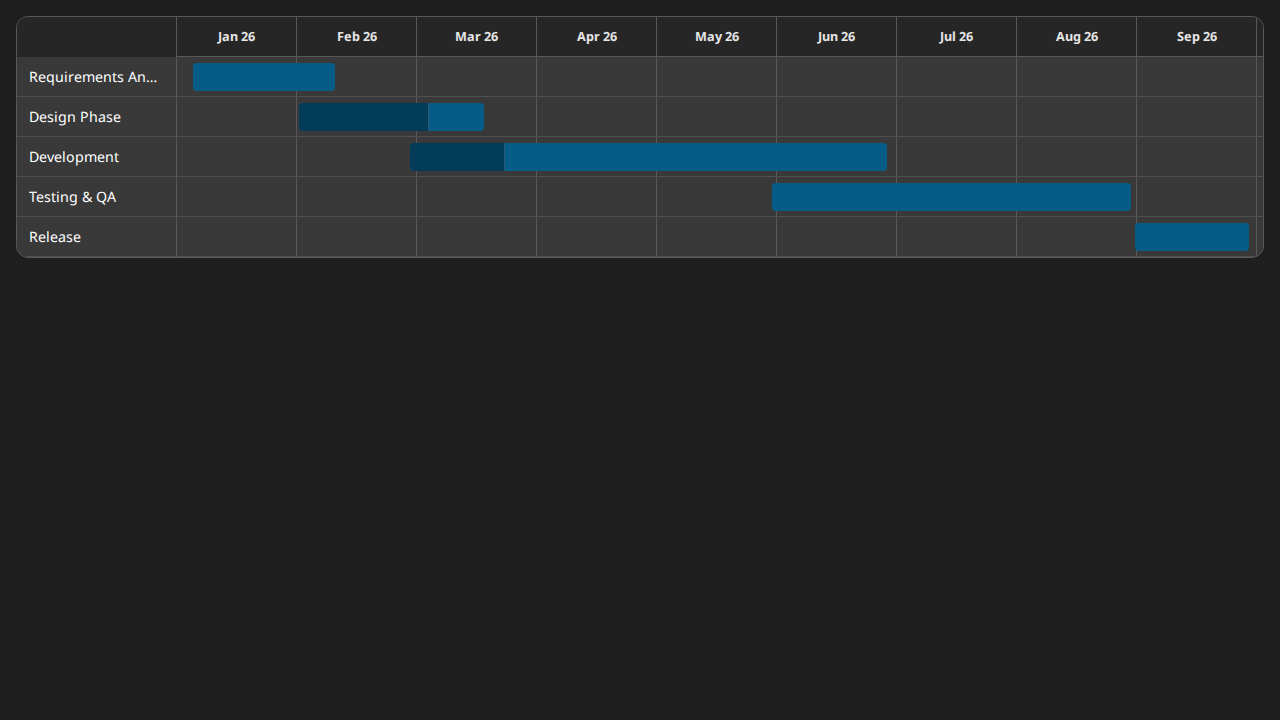 Jan 26 Feb 26 Mar 26 Apr 26 May 26 Jun 26 Jul 26 Aug 26 Sep 26
Requirements An...
Design Phase
Development
Testing & QA
Release